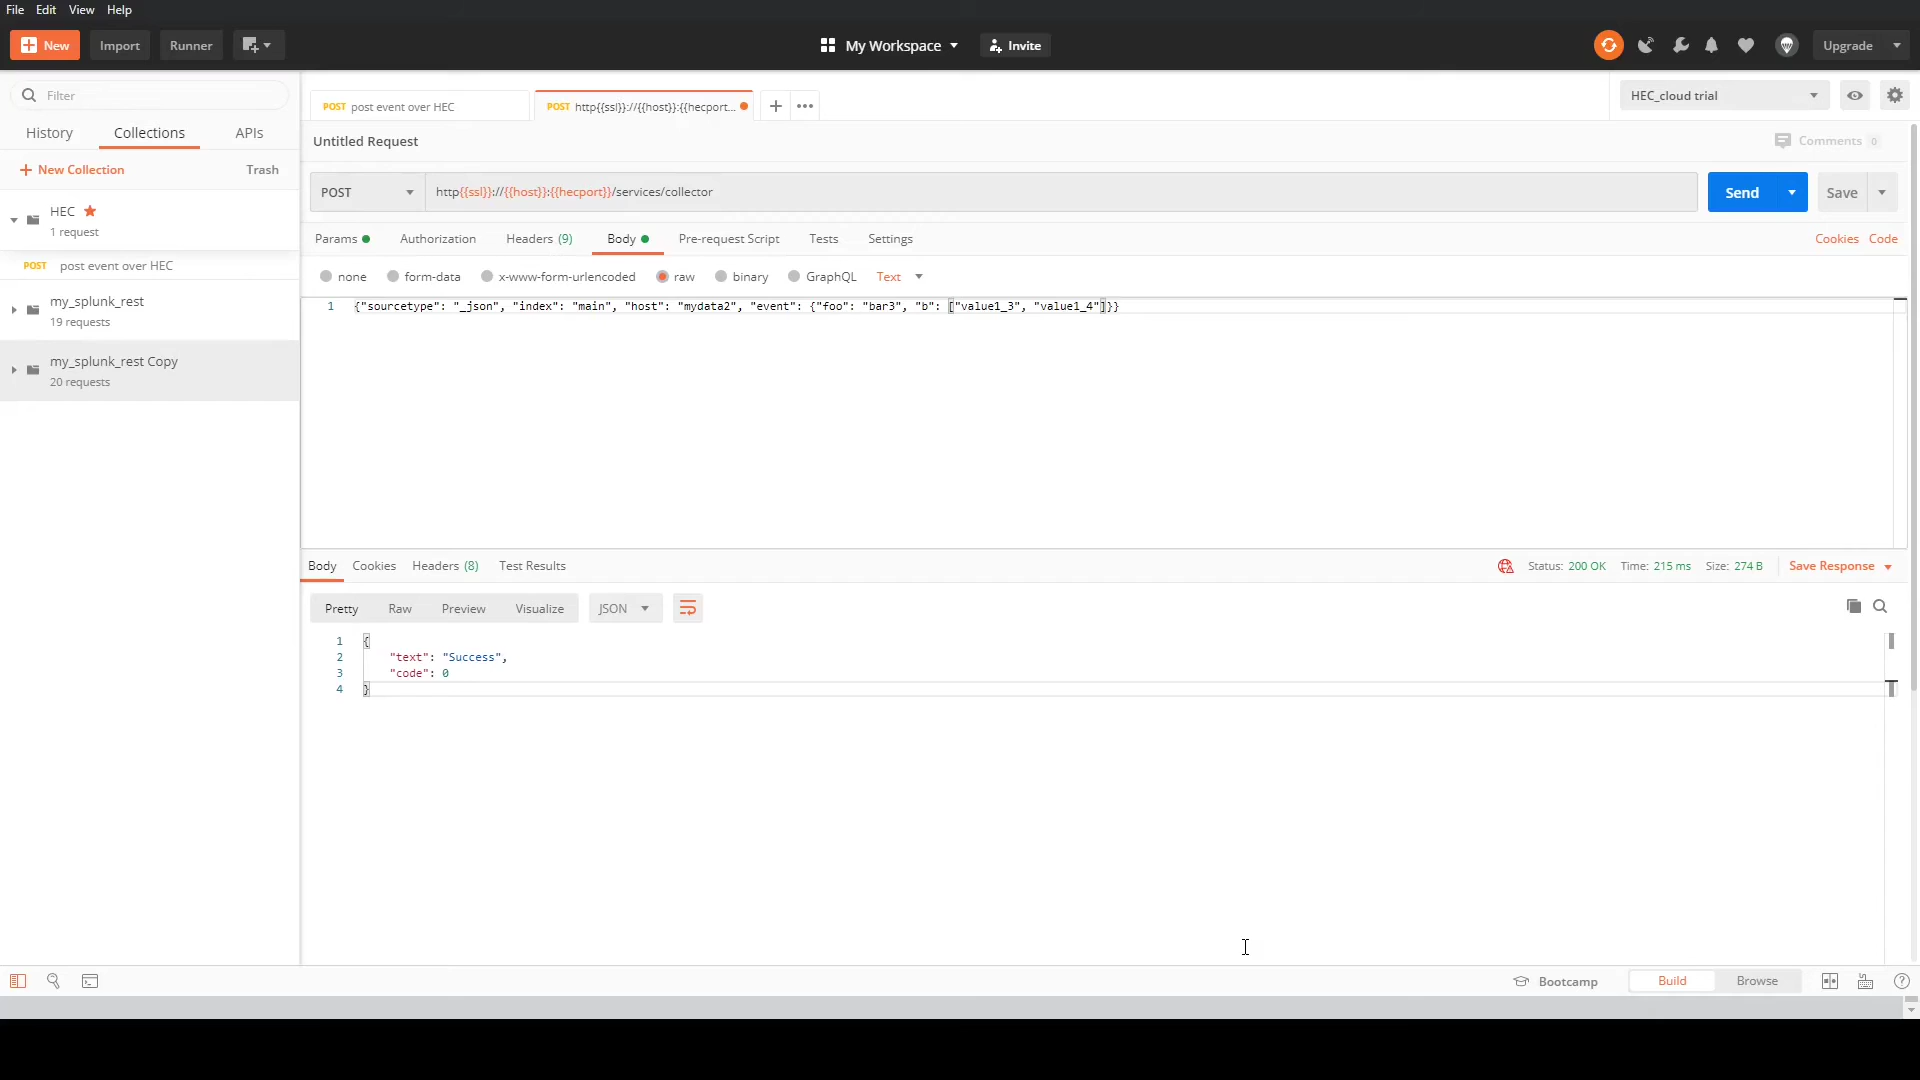 File Edit View Help
New Import Runner My Workspace Invite Upgrade
Filter
History Collections APIs
New Collection Trash
HEC
1 request
POST post event over HEC
my_splunk_rest
19 requests
my_splunk_rest Copy
20 requests
POST post event over HEC POST http{{ssl}}://{{host}}:{{hecport... HEC_cloud trial
Untitled Request Comments 0
POST http{{ssl}}://{{host}}:{{hecport}}/services/collector Send Save
Params Authorization Headers (9) Body Pre-request Script Tests Settings Cookies Code
none form-data x-www-form-urlencoded raw binary GraphQL Text
1 {"sourcetype": "_json", "index": "main", "host": "mydata2", "event": {"foo": "bar3", "b": ["value1_3", "value1_4"]}}
Body Cookies Headers (8) Test Results Status: 200 OK Time: 215 ms Size: 274 B Save Response
Pretty Raw Preview Visualize JSON
1 {
2 "text": "Success",
3 "code": 0
4 }
Bootcamp Build Browse